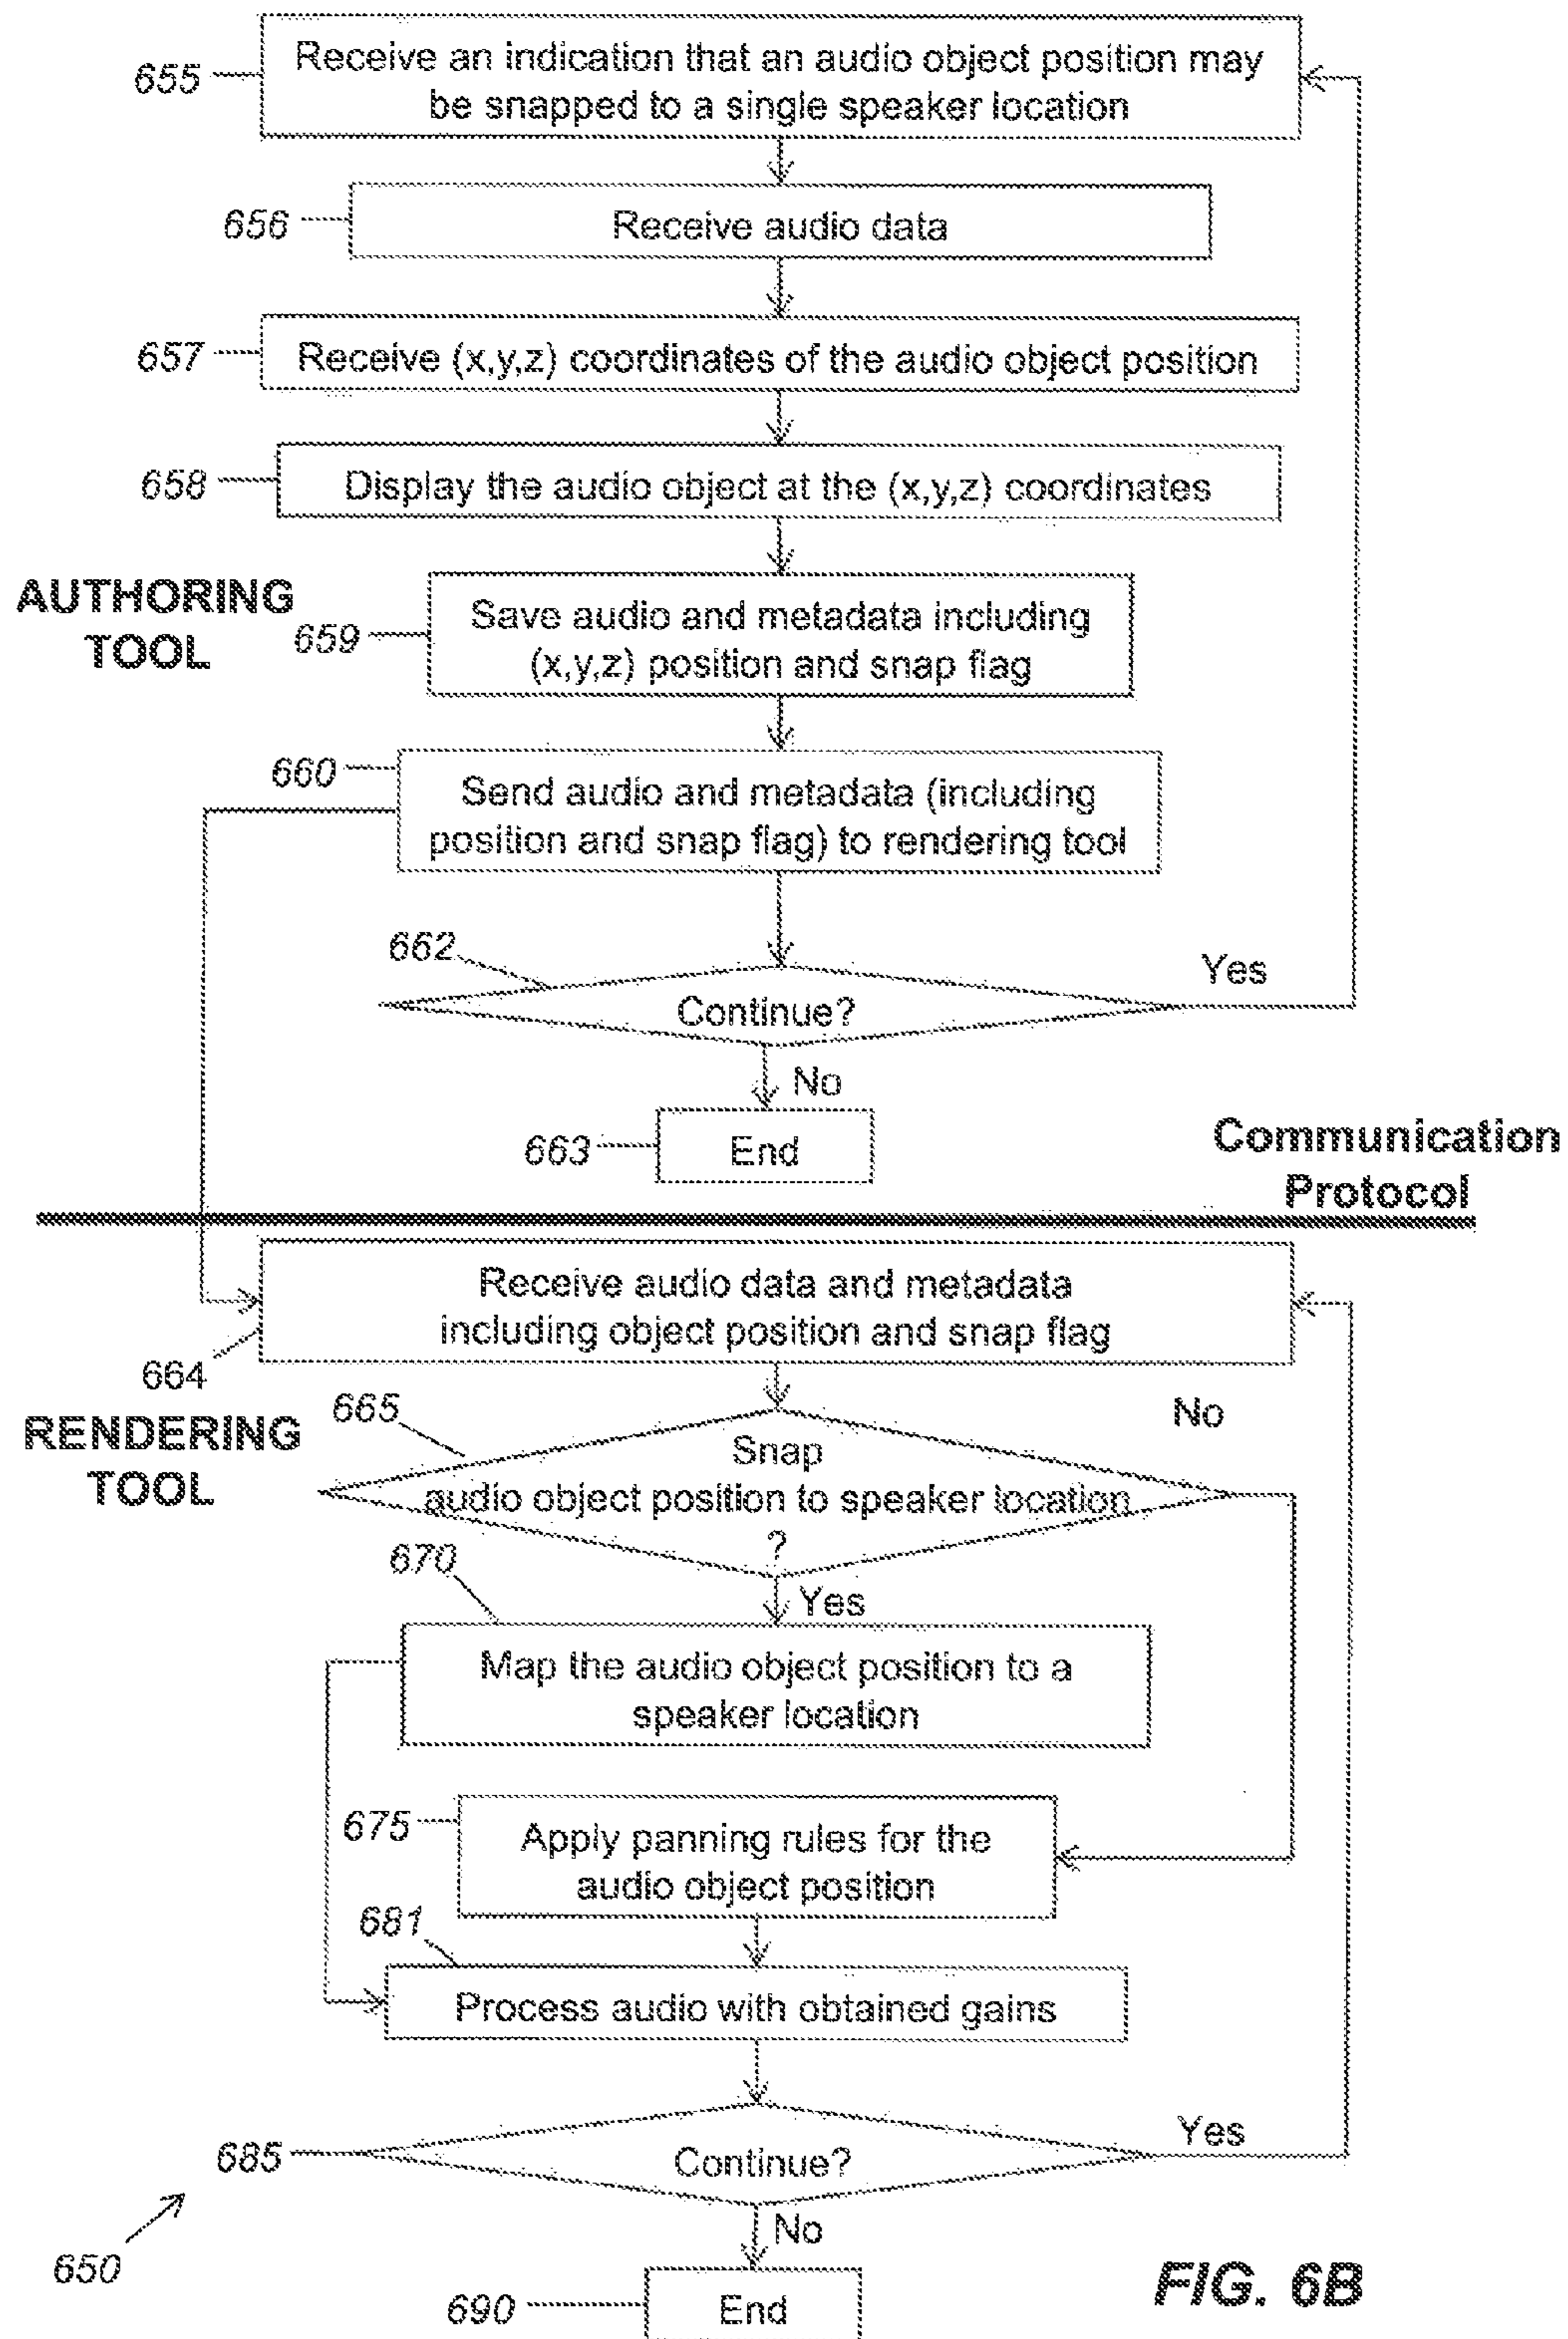 655
Receive an indication that an audio object position may
be snapped to a single speaker location
656
Receive audio data
657
Receive (x,y,z) coordinates of the audio object position
658
Display the audio object at the (x,y,z) coordinates
AUTHORING
TOOL
659
Save audio and metadata including
(x,y,z) position and snap flag
660
Send audio and metadata (including
position and snap flag) to rendering tool
662
Continue?
Yes
No
663
End
Communication
Protocol
Receive audio data and metadata
including object position and snap flag
664
RENDERING
TOOL
665
No
Snap
audio object position to speaker location
?
670
Yes
Map the audio object position to a
speaker location
675
Apply panning rules for the
audio object position
681
Process audio with obtained gains
685
Continue?
Yes
No
650
690
End
FIG. 6B